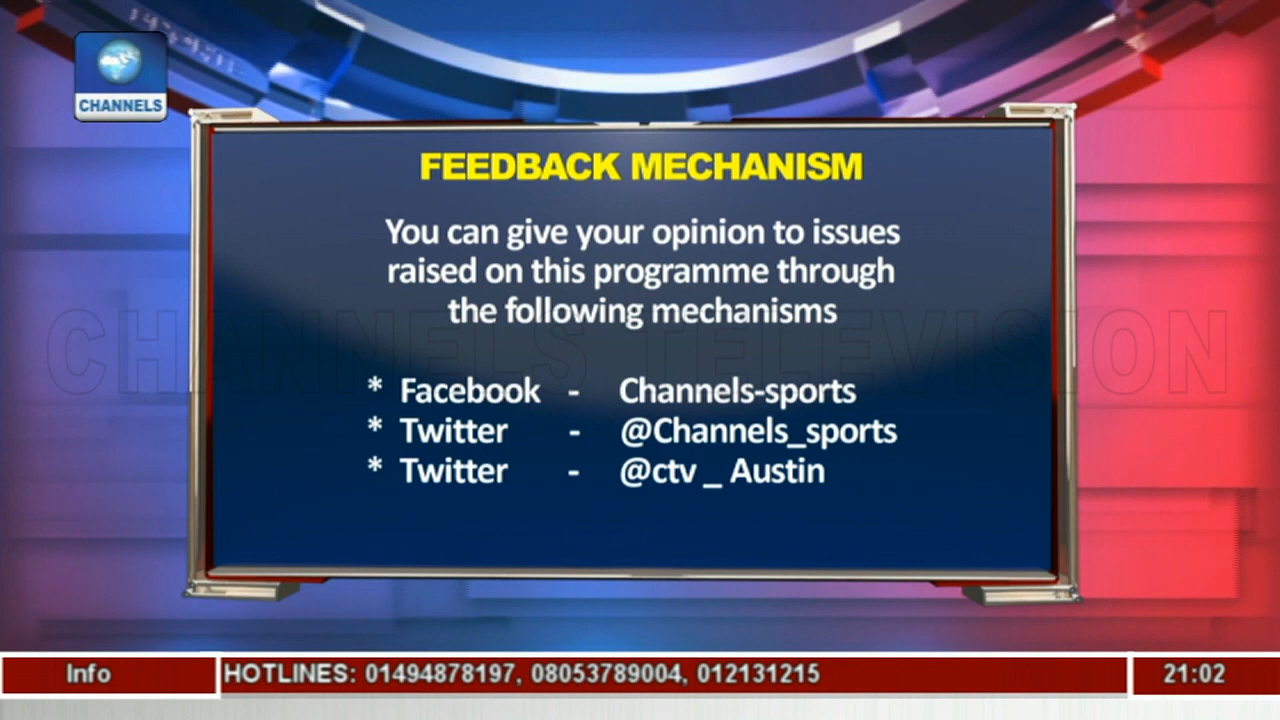 CHANNELS
FEEDBACK MECHANISM
You can give your opinion to issues
raised on this programme through
the following mechanisms
CHANNELS TELEVISION
* Facebook - Channels-sports
* Twitter - @Channels_sports
* Twitter - @ctv _ Austin
Info
HOTLINES: 01494878197, 08053789004, 012131215
21:02